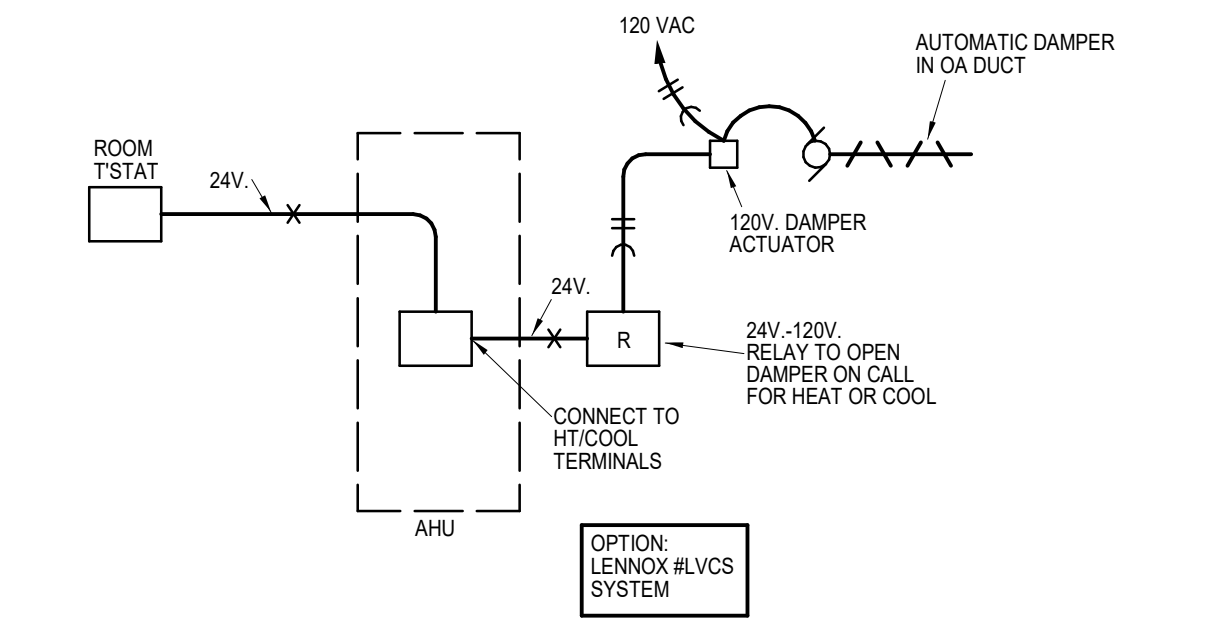 120 VAC
AUTOMATIC DAMPER
IN OA DUCT
ROOM
T'STAT
24V.
120V. DAMPER
ACTUATOR
24V.
R
24V.-120V.
RELAY TO OPEN
DAMPER ON CALL
FOR HEAT OR COOL
CONNECT TO
HT/COOL
TERMINALS
AHU
OPTION:
LENNOX #LVCS
SYSTEM